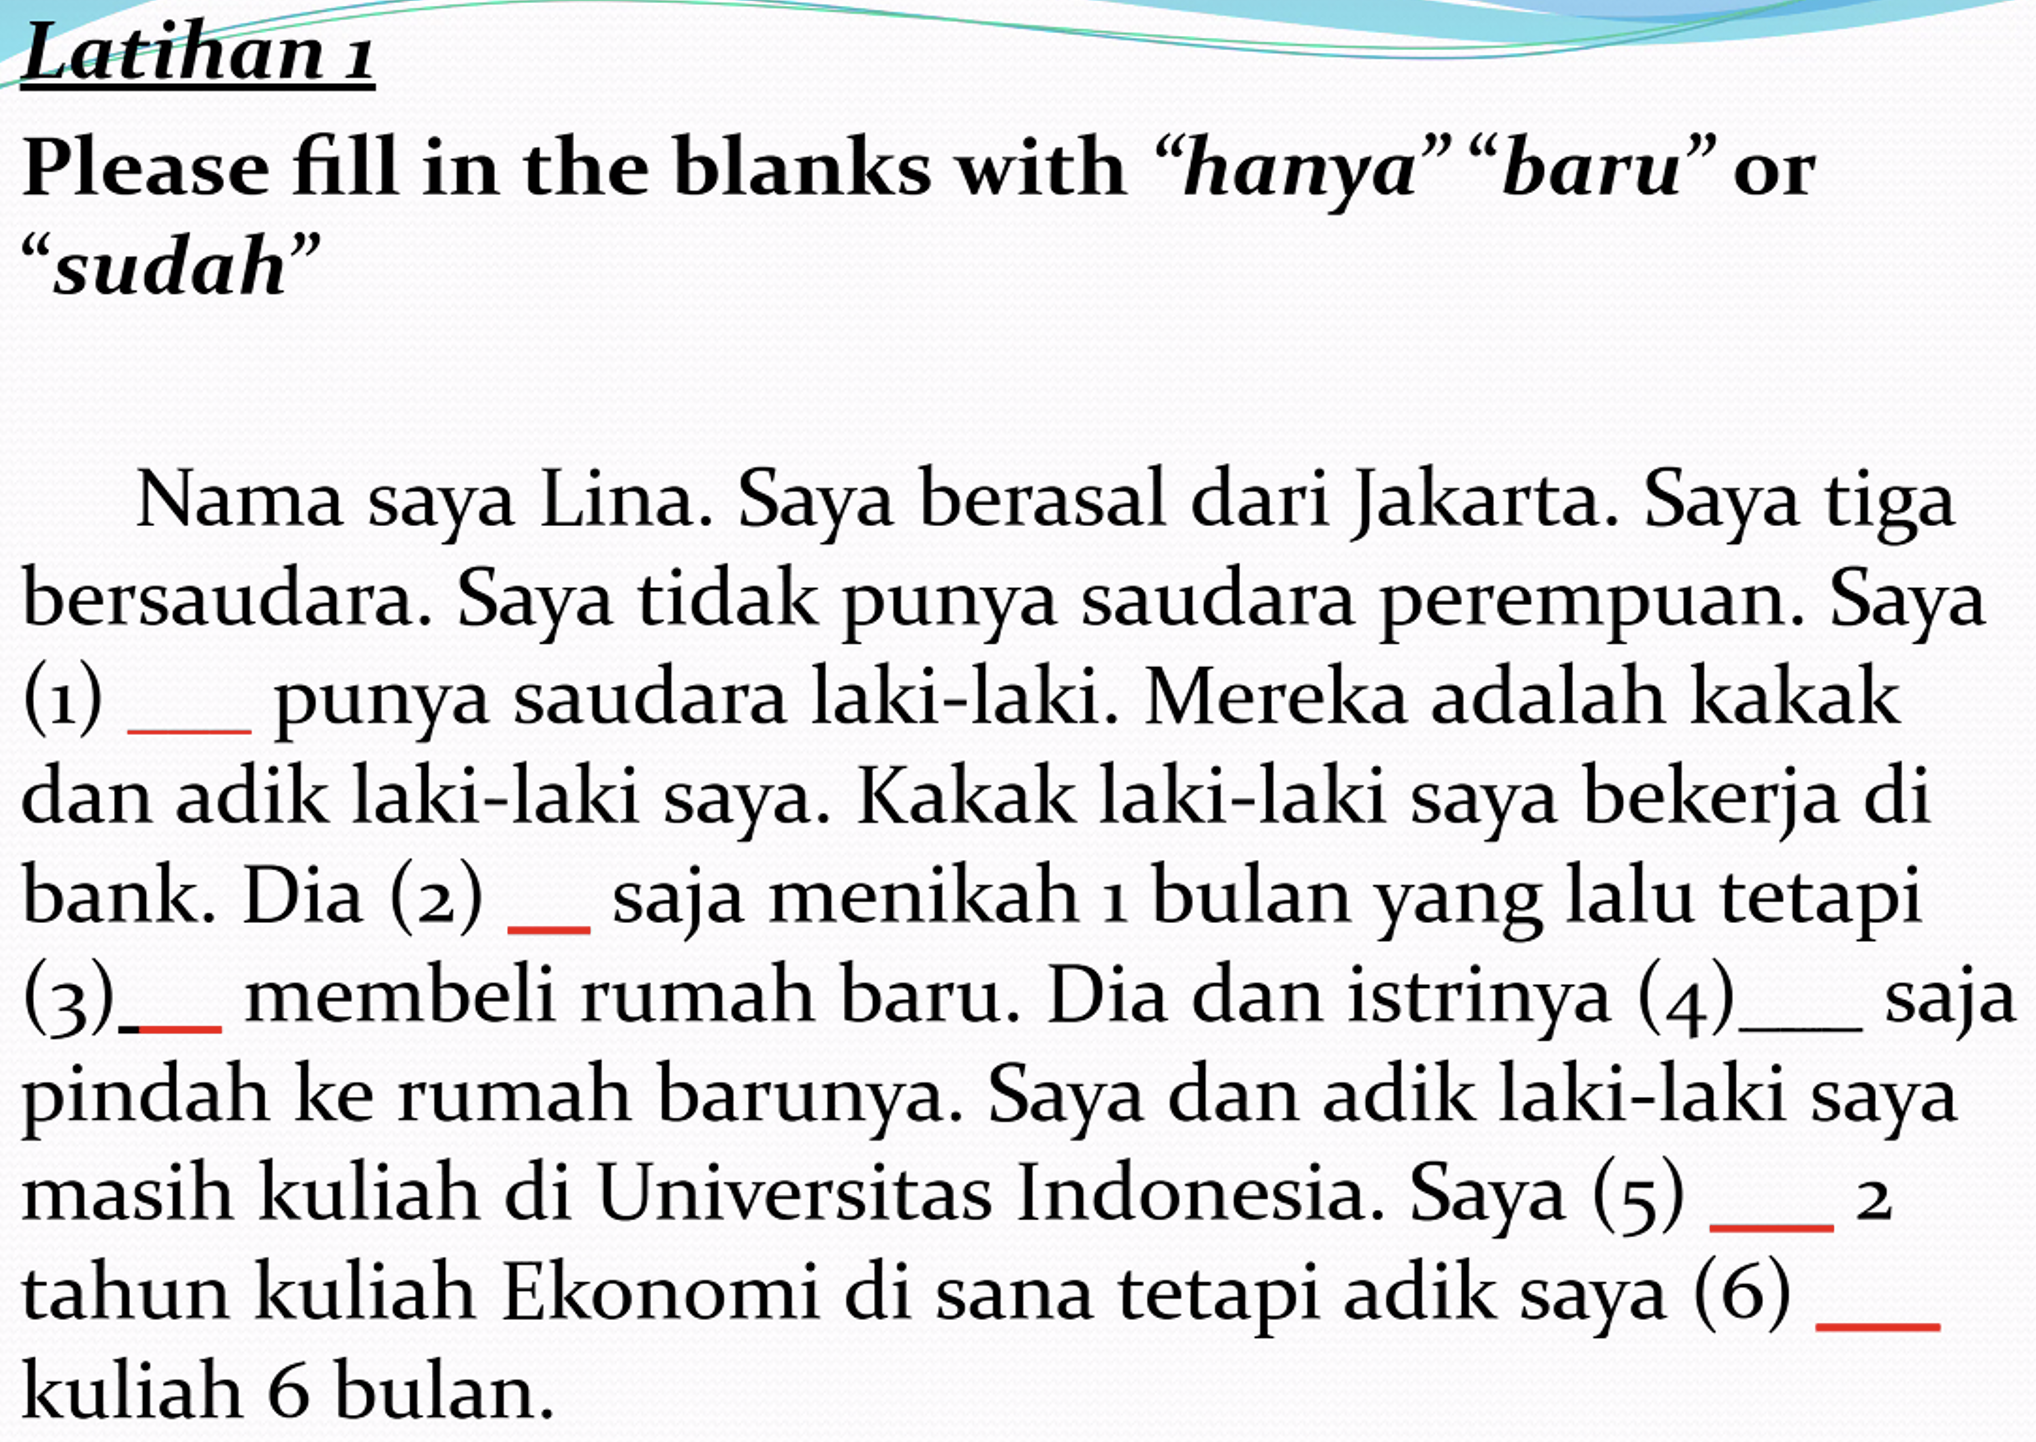 Latihan 1
Please fill in the blanks with “hanya” “baru” or
“sudah”
Nama saya Lina. Saya berasal dari Jakarta. Saya tiga
bersaudara. Saya tidak punya saudara perempuan. Saya
(1) ___ punya saudara laki-laki. Mereka adalah kakak
dan adik laki-laki saya. Kakak laki-laki saya bekerja di
bank. Dia (2) __ saja menikah 1 bulan yang lalu tetapi
(3)___ membeli rumah baru. Dia dan istrinya (4)___ saja
pindah ke rumah barunya. Saya dan adik laki-laki saya
masih kuliah di Universitas Indonesia. Saya (5) ___ 2
tahun kuliah Ekonomi di sana tetapi adik saya (6) ___
kuliah 6 bulan.